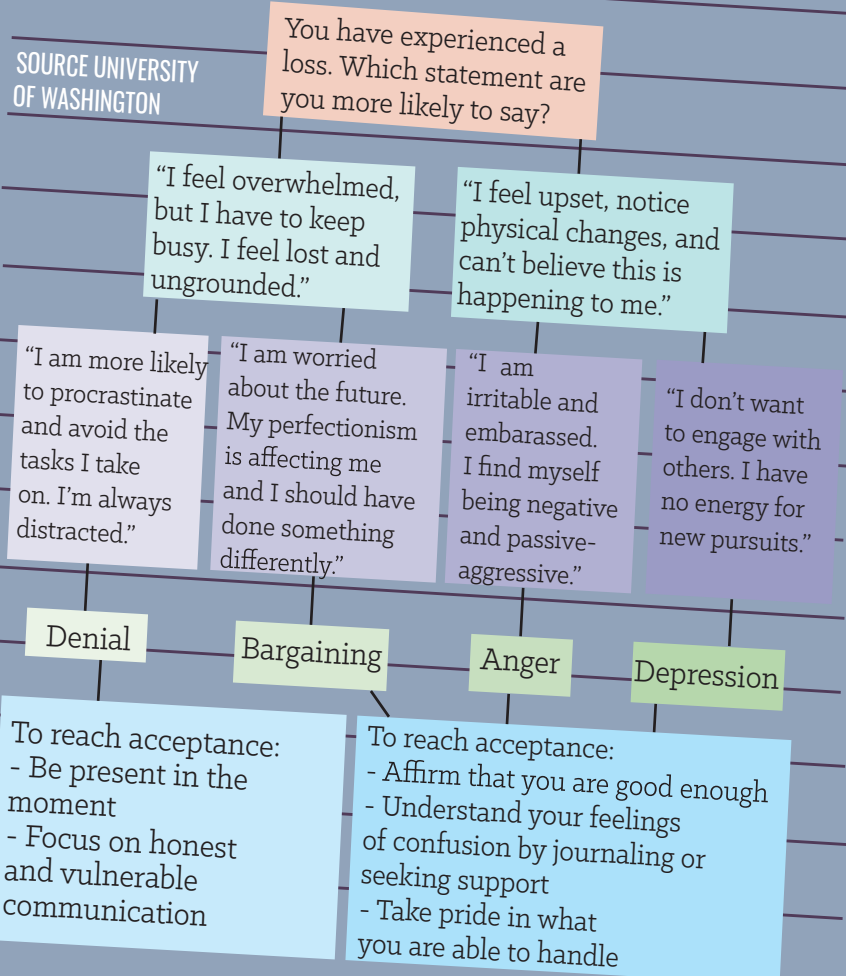 You have experienced a
loss. Which statement are
you more likely to say?
SOURCE UNIVERSITY
OF WASHINGTON
“I feel overwhelmed,
but I have to keep
busy. I feel lost and
ungrounded.”
“I feel upset, notice
physical changes, and
can’t believe this is
happening to me.”
“I am more likely
to procrastinate
and avoid the
tasks I take
on. I’m always
distracted.”
“I am worried
about the future.
My perfectionism
is affecting me
and I should have
done something
differently.”
“I am
irritable and
embarassed.
I find myself
being negative
and passive-
aggressive.”
“I don’t want
to engage with
others. I have
no energy for
new pursuits.”
Denial
Bargaining
Anger
Depression
To reach acceptance:
- Be present in the
moment
- Focus on honest
and vulnerable
communication
To reach acceptance:
- Affirm that you are good enough
- Understand your feelings
of confusion by journaling or
seeking support
- Take pride in what
you are able to handle